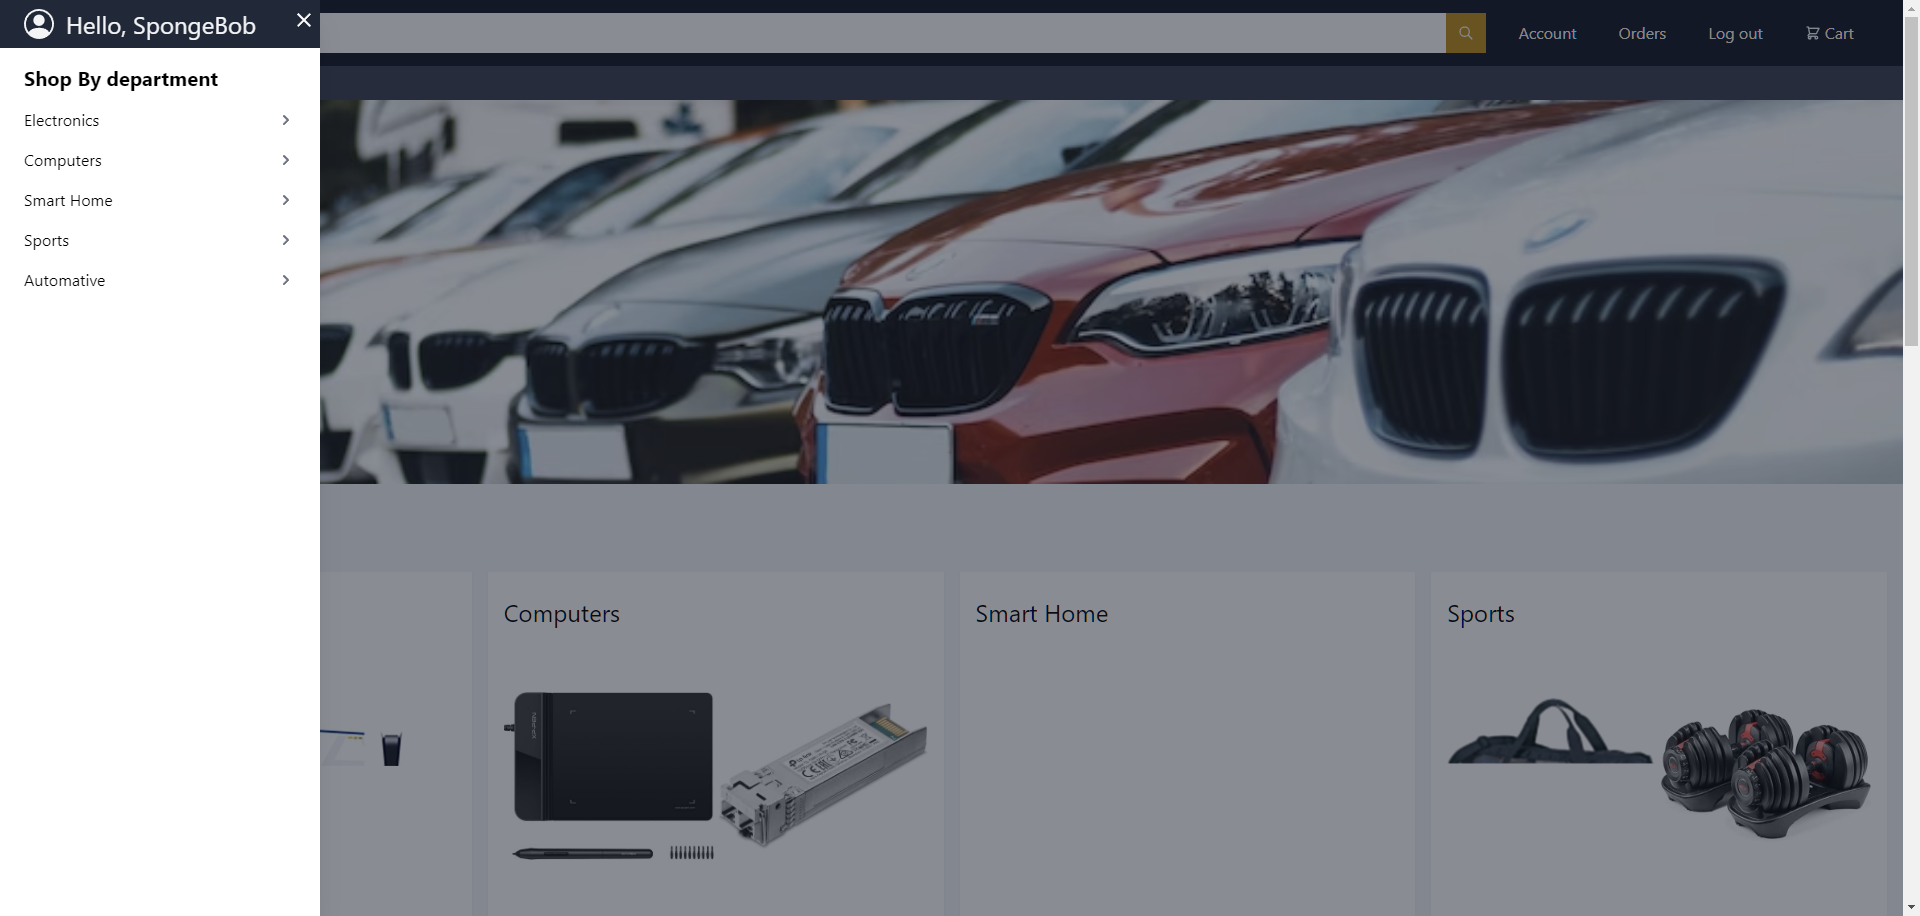 Hello, SpongeBob
Account
Orders
Log out
Cart
Shop By department
Electronics
Computers
Smart Home
Sports
Automative
Computers
Smart Home
Sports